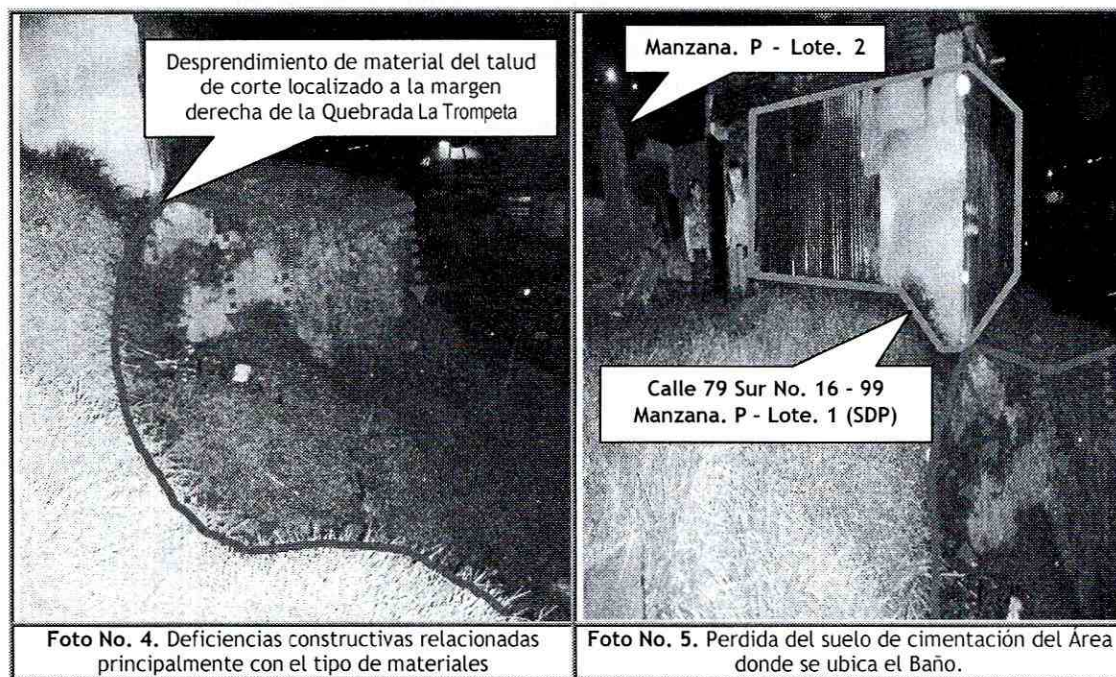 Desprendimiento de material del talud
de corte localizado a la margen
derecha de la Quebrada La Trompeta
Manzana. P - Lote. 2
Calle 79 Sur No. 16 - 99
Manzana. P - Lote. 1 (SDP)
Foto No. 4. Deficiencias constructivas relacionadas
principalmente con el tipo de materiales
Foto No. 5. Perdida del suelo de cimentación del Área
donde se ubica el Baño.